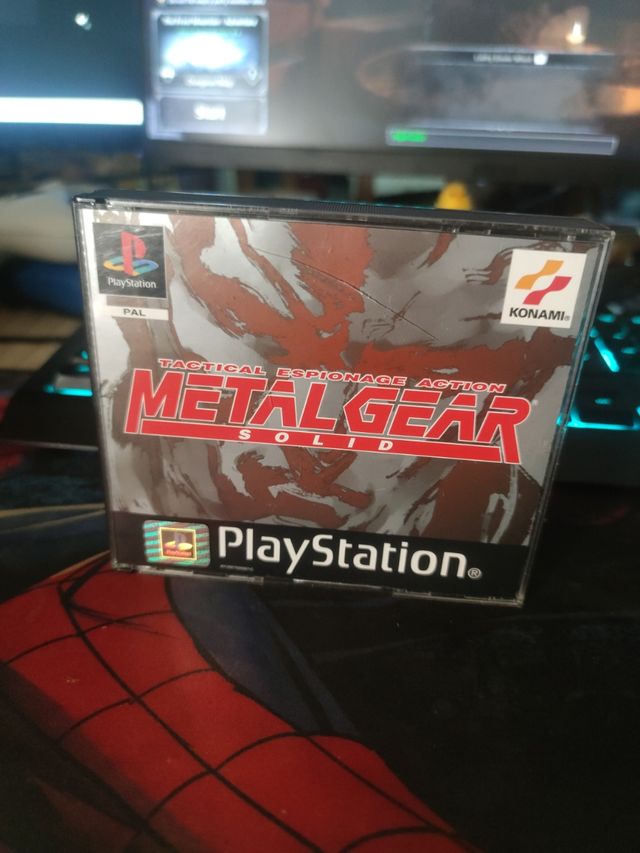 PlayStation
PAL
KONAMI®
TACTICAL ESPIONAGE ACTION
METAL GEAR
SOLID
PlayStation®